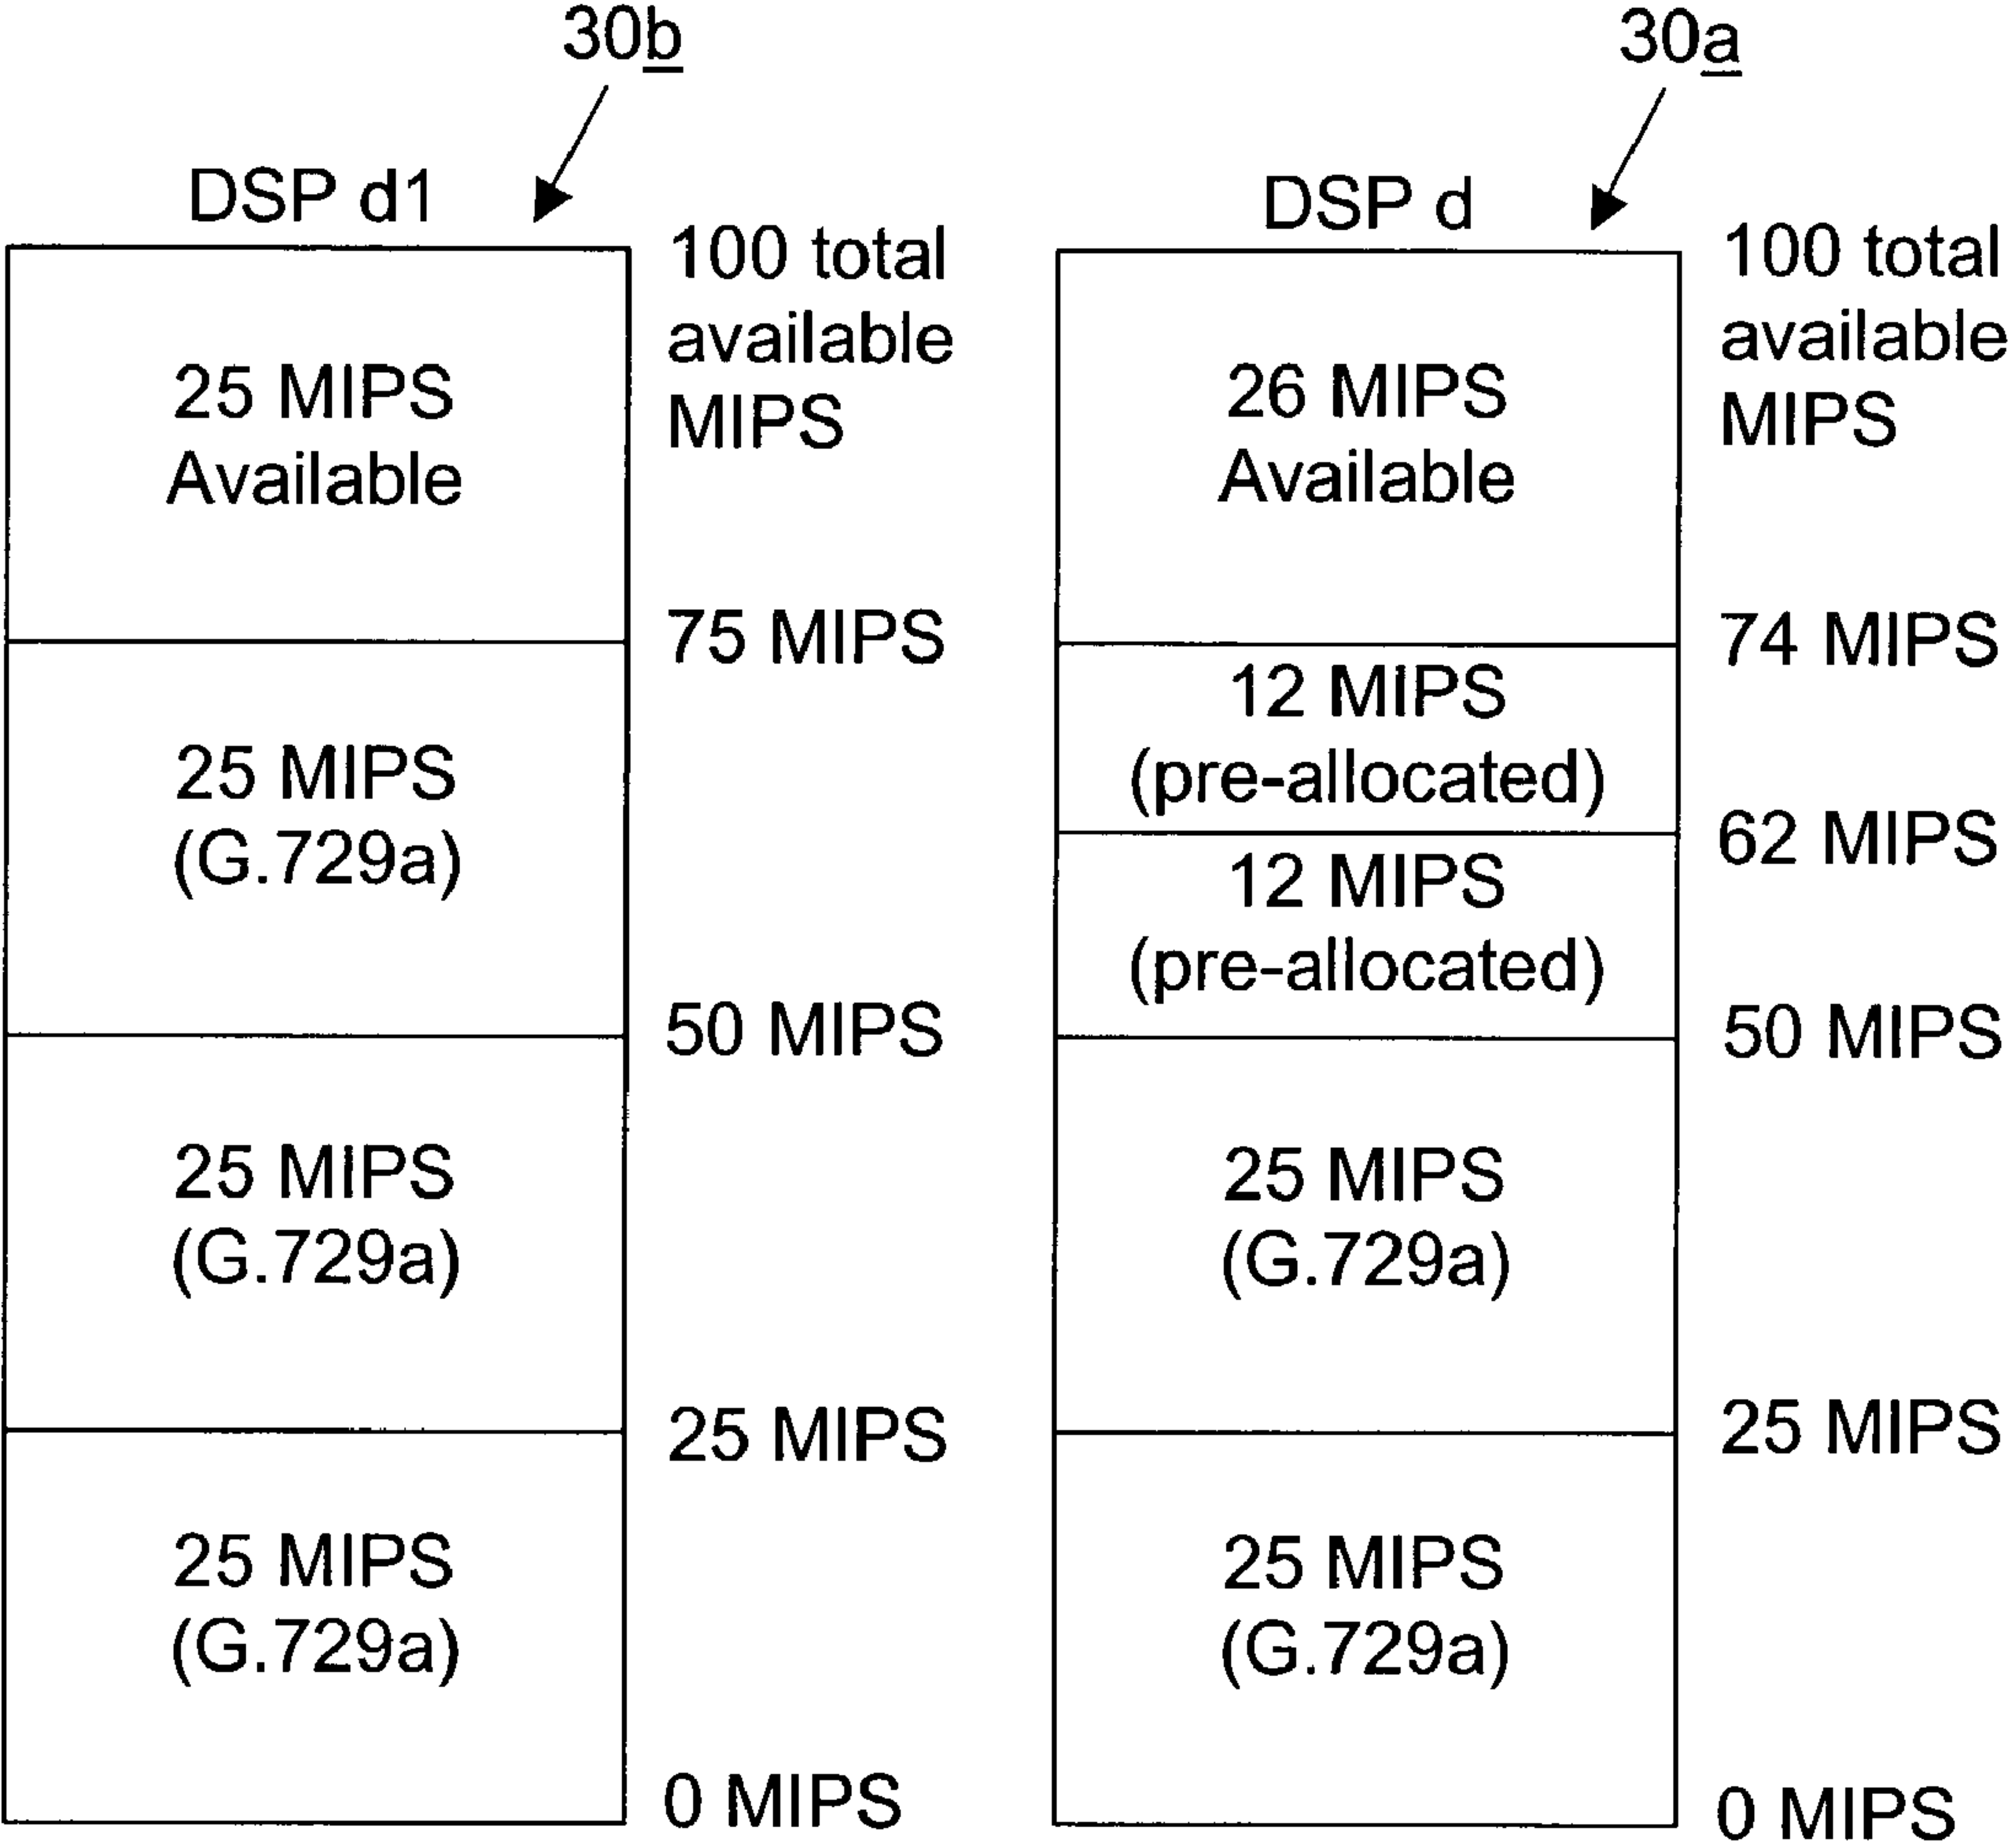 30b
DSP d1
100 total
available
MIPS
25 MIPS
Available
75 MIPS
25 MIPS
(G.729a)
50 MIPS
25 MIPS
(G.729a)
25 MIPS
25 MIPS
(G.729a)
0 MIPS
30a
DSP d
100 total
available
MIPS
26 MIPS
Available
74 MIPS
12 MIPS
(pre-allocated)
62 MIPS
12 MIPS
(pre-allocated)
50 MIPS
25 MIPS
(G.729a)
25 MIPS
25 MIPS
(G.729a)
0 MIPS